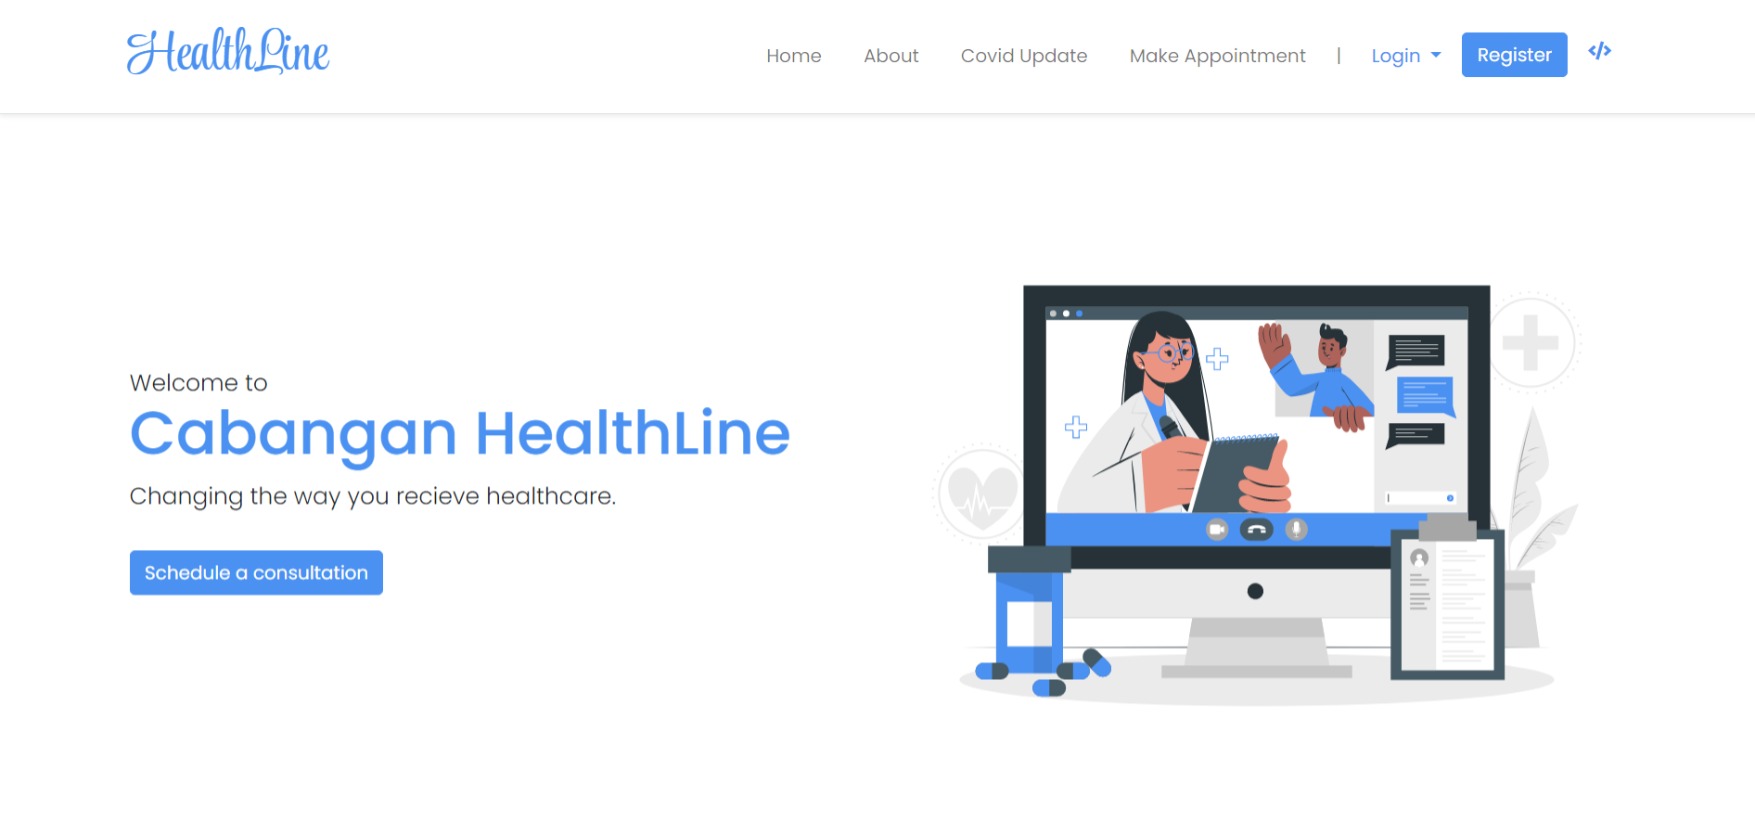 HealthLine
Home About Covid Update Make Appointment | Login Register </>
Welcome to
Cabangan HealthLine
Changing the way you recieve healthcare.
Schedule a consultation